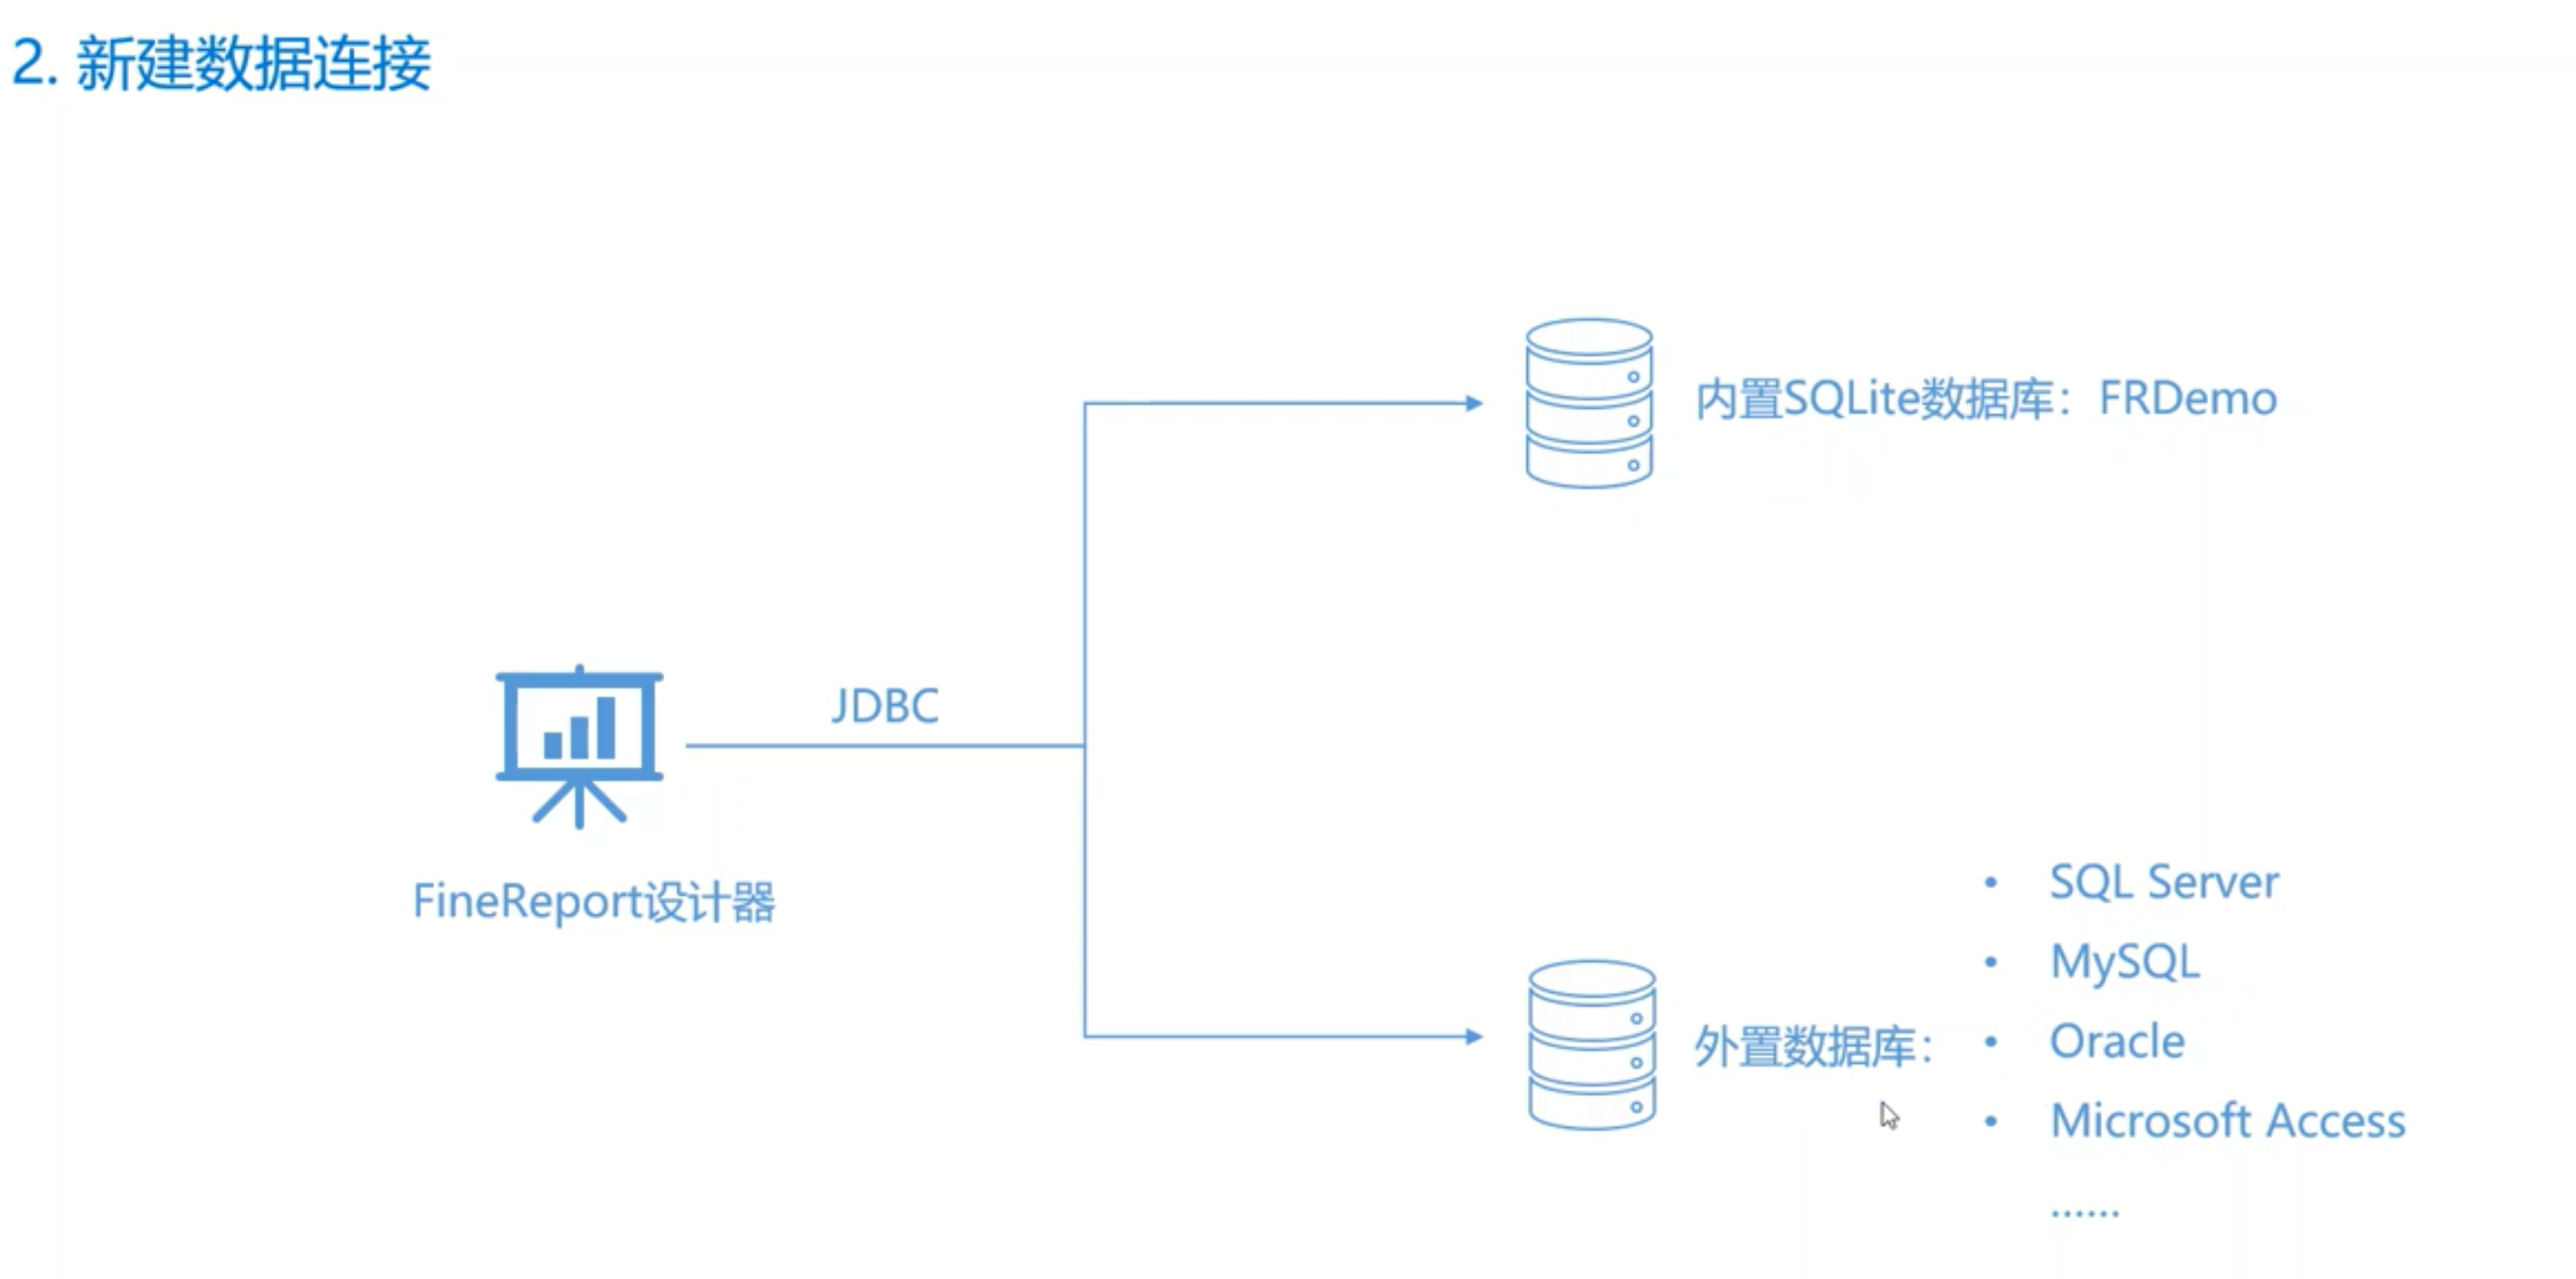 2. 新建数据连接
内置SQLite数据库：FRDemo
JDBC
FineReport设计器
外置数据库：
• SQL Server
• MySQL
• Oracle
• Microsoft Access
......